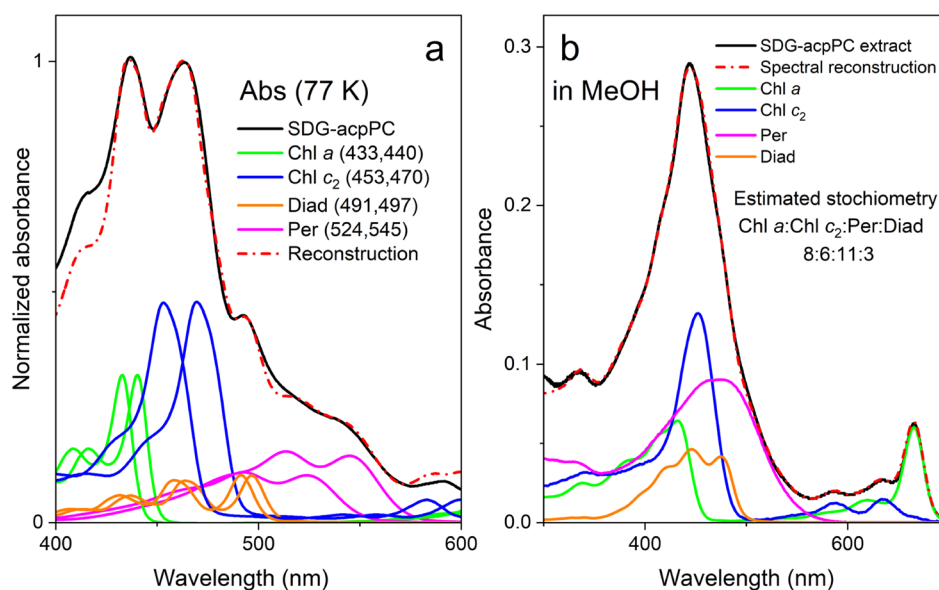 a
Abs (77 K)
SDG-acpPC
Chl a (433,440)
Chl c₂ (453,470)
Diad (491,497)
Per (524,545)
Reconstruction
1
0
Normalized absorbance
400
500
600
Wavelength (nm)
b
in MeOH
SDG-acpPC extract
Spectral reconstruction
Chl a
Chl c₂
Per
Diad
Estimated stochiometry
Chl a:Chl c₂:Per:Diad
8:6:11:3
0.3
0.2
0.1
0.0
Absorbance
400
600
Wavelength (nm)